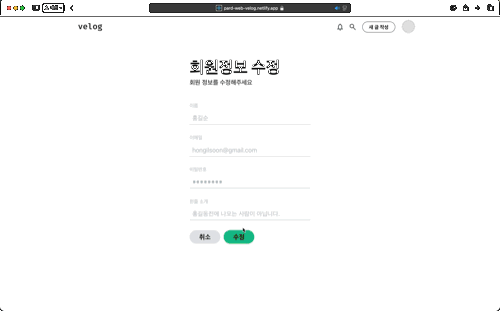 pard-web-velog.netlify.app
velog
새 글 작성
회원정보 수정
회원 정보를 수정해주세요
이름
홍길순
이메일
hongilsoon@gmail.com
비밀번호
••••••••
한줄 소개
홍길동전에 나오는 사람이 아닙니다.
취소
수정